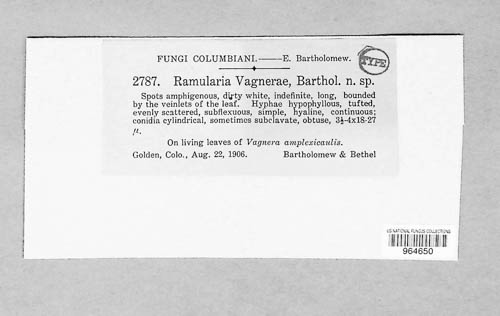 FUNGI COLUMBIANI.——E. Bartholomew.
TYPE
2787. Ramularia Vagnerae, Barthol. n. sp.
Spots amphigenous, dirty white, indefinite, long, bounded
by the veinlets of the leaf. Hyphae hypophyllous, tufted,
evenly scattered, subflexuous, simple, hyaline, continuous;
conidia cylindrical, sometimes subclavate, obtuse, 3½-4x18-27
µ.
On living leaves of Vagnera amplexicaulis.
Golden, Colo., Aug. 22, 1906. Bartholomew & Bethel
US NATIONAL FUNGUS COLLECTIONS
964650